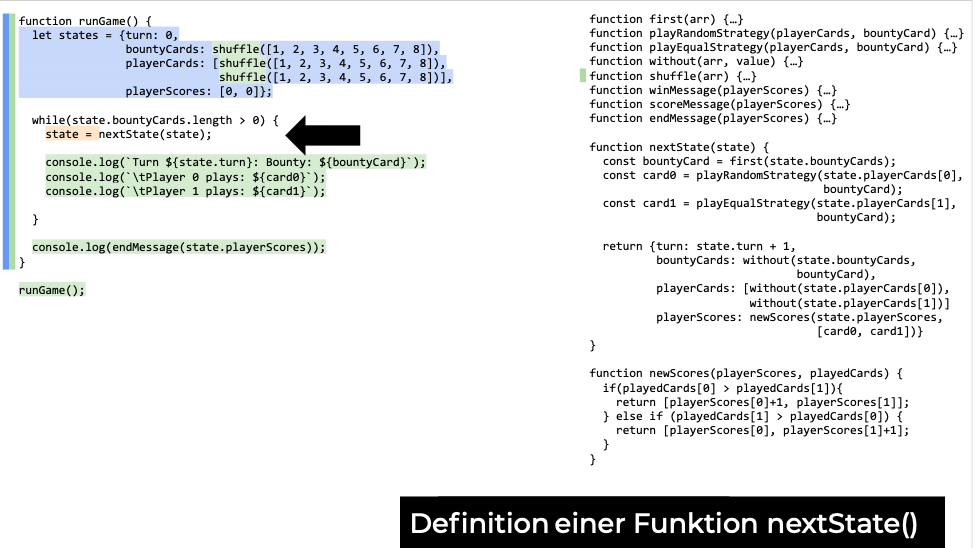 function runGame() {
let states = {turn: 0,
bountyCards: shuffle([1, 2, 3, 4, 5, 6, 7, 8]),
playerCards: [shuffle([1, 2, 3, 4, 5, 6, 7, 8]),
shuffle([1, 2, 3, 4, 5, 6, 7, 8])],
playerScores: [0, 0]};
while(state.bountyCards.length > 0) {
state = nextState(state);
console.log(`Turn ${state.turn}: Bounty: ${bountyCard}`);
console.log(`\tPlayer 0 plays: ${card0}`);
console.log(`\tPlayer 1 plays: ${card1}`);
}
console.log(endMessage(state.playerScores));
}
runGame();
function first(arr) {…}
function playRandomStrategy(playerCards, bountyCard) {…}
function playEqualStrategy(playerCards, bountyCard) {…}
function without(arr, value) {…}
function shuffle(arr) {…}
function winMessage(playerScores) {…}
function scoreMessage(playerScores) {…}
function endMessage(playerScores) {…}
function nextState(state) {
const bountyCard = first(state.bountyCards);
const card0 = playRandomStrategy(state.playerCards[0],
bountyCard);
const card1 = playEqualStrategy(state.playerCards[1],
bountyCard);
return {turn: state.turn + 1,
bountyCards: without(state.bountyCards,
bountyCard),
playerCards: [without(state.playerCards[0]),
without(state.playerCards[1])]
playerScores: newScores(state.playerScores,
[card0, card1])}
}
function newScores(playerScores, playedCards) {
if(playedCards[0] > playedCards[1]){
return [playerScores[0]+1, playerScores[1]];
} else if (playedCards[1] > playedCards[0]) {
return [playerScores[0], playerScores[1]+1];
}
}
Definition einer Funktion nextState()